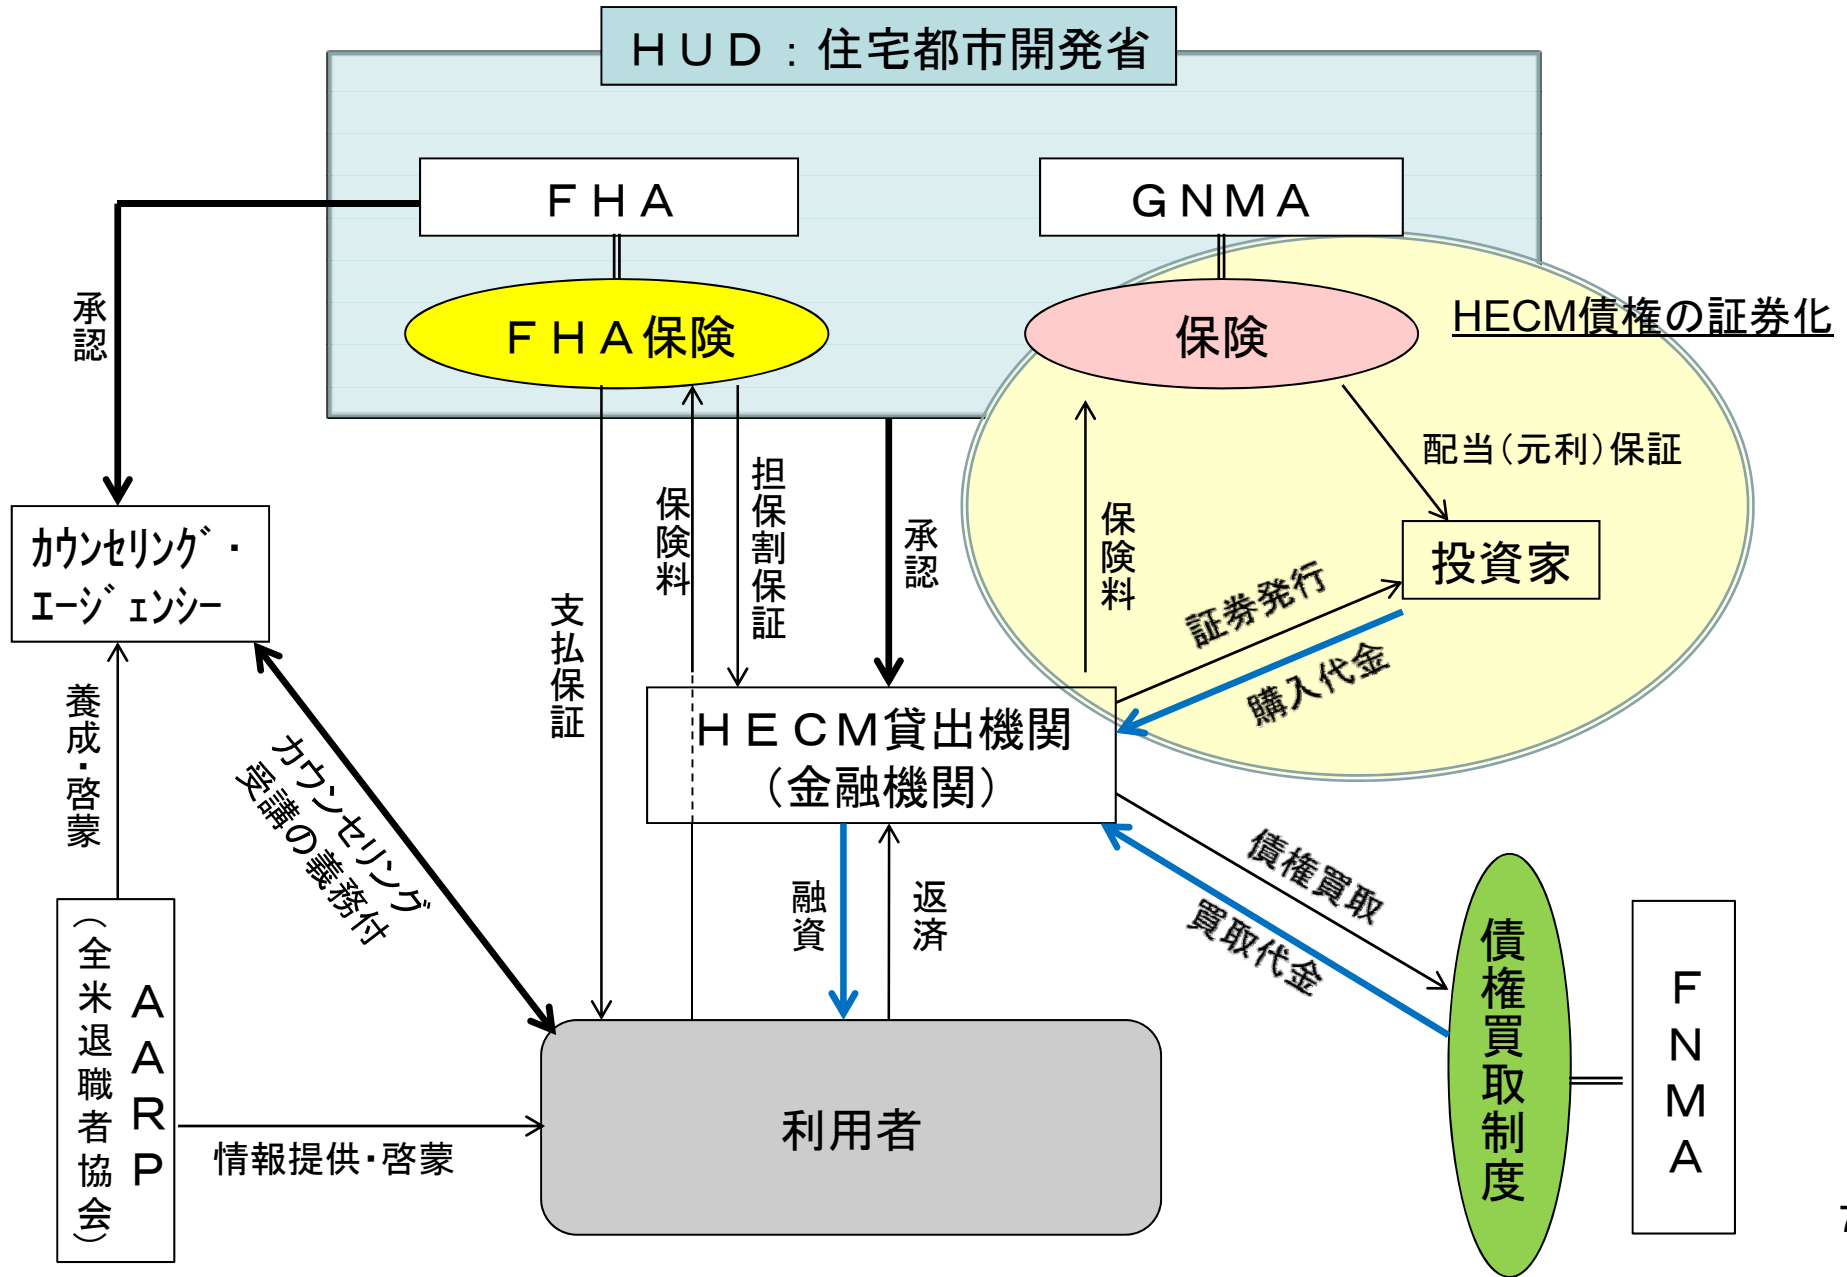 ＨＵＤ：住宅都市開発省
ＦＨＡ
ＧＮＭＡ
ＦＨＡ保険
保険
HECM債権の証券化
承認
配当（元利）保証
担保割保証
保険料
承認
保険料
投資家
ｶｳﾝｾﾘﾝｸﾞ・
ｴｰｼﾞｪﾝｼｰ
支払保証
証券発行
購入代金
養成・啓蒙
カウンセリング
受講の義務付
ＨＥＣＭ貸出機関
（金融機関）
融資
返済
債権買取
買取代金
ＡＡＲＰ
（全米退職者協会）
情報提供・啓蒙
利用者
債権買取制度
ＦＮＭＡ